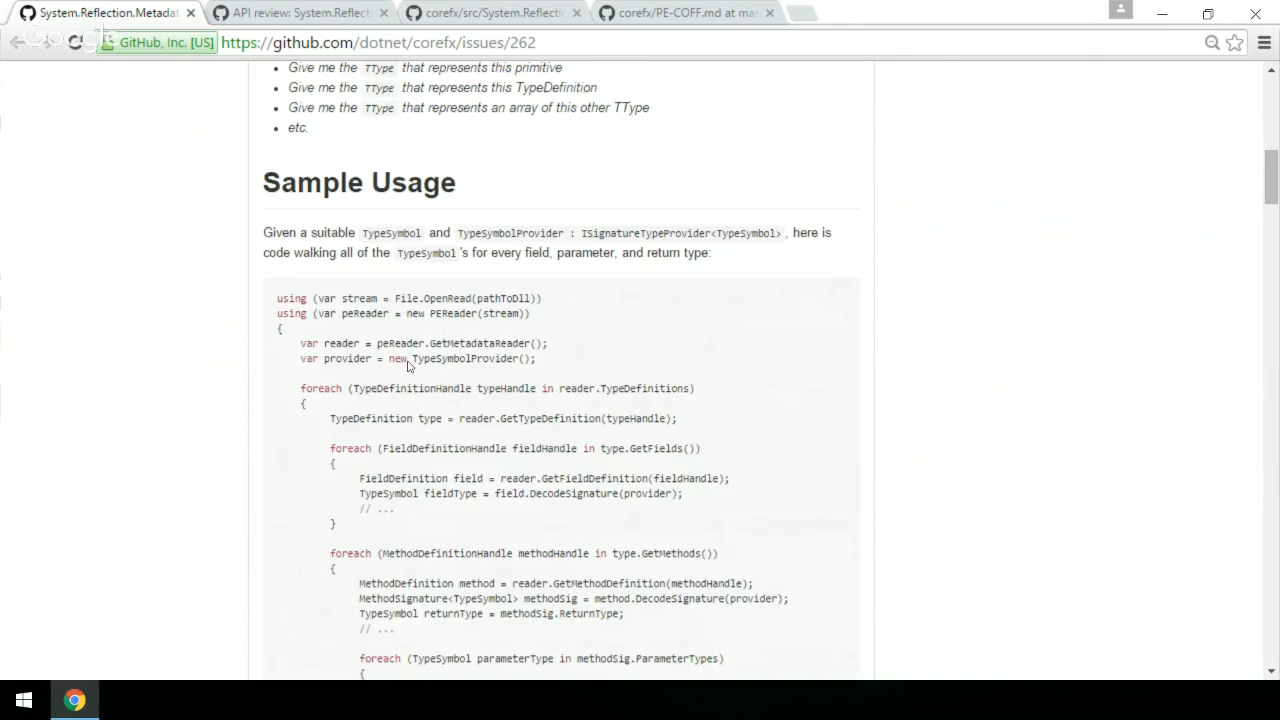 System.Reflection.Metadat
API review: System.Reflect
corefx/src/System.Reflecti
corefx/PE-COFF.md at mas
Google
GitHub, Inc. [US]
https://github.com/dotnet/corefx/issues/262
• Give me the TType that represents this primitive
• Give me the TType that represents this TypeDefinition
• Give me the TType that represents an array of this other TType
• etc.
Sample Usage
Given a suitable TypeSymbol and TypeSymbolProvider : ISignatureTypeProvider<TypeSymbol> , here is
code walking all of the TypeSymbol 's for every field, parameter, and return type:
using (var stream = File.OpenRead(pathToDll))
using (var peReader = new PEReader(stream))
{
var reader = peReader.GetMetadataReader();
var provider = new TypeSymbolProvider();
foreach (TypeDefinitionHandle typeHandle in reader.TypeDefinitions)
{
TypeDefinition type = reader.GetTypeDefinition(typeHandle);
foreach (FieldDefinitionHandle fieldHandle in type.GetFields())
{
FieldDefinition field = reader.GetFieldDefinition(fieldHandle);
TypeSymbol fieldType = field.DecodeSignature(provider);
// ...
}
foreach (MethodDefinitionHandle methodHandle in type.GetMethods())
{
MethodDefinition method = reader.GetMethodDefinition(methodHandle);
MethodSignature<TypeSymbol> methodSig = method.DecodeSignature(provider);
TypeSymbol returnType = methodSig.ReturnType;
// ...
foreach (TypeSymbol parameterType in methodSig.ParameterTypes)
{